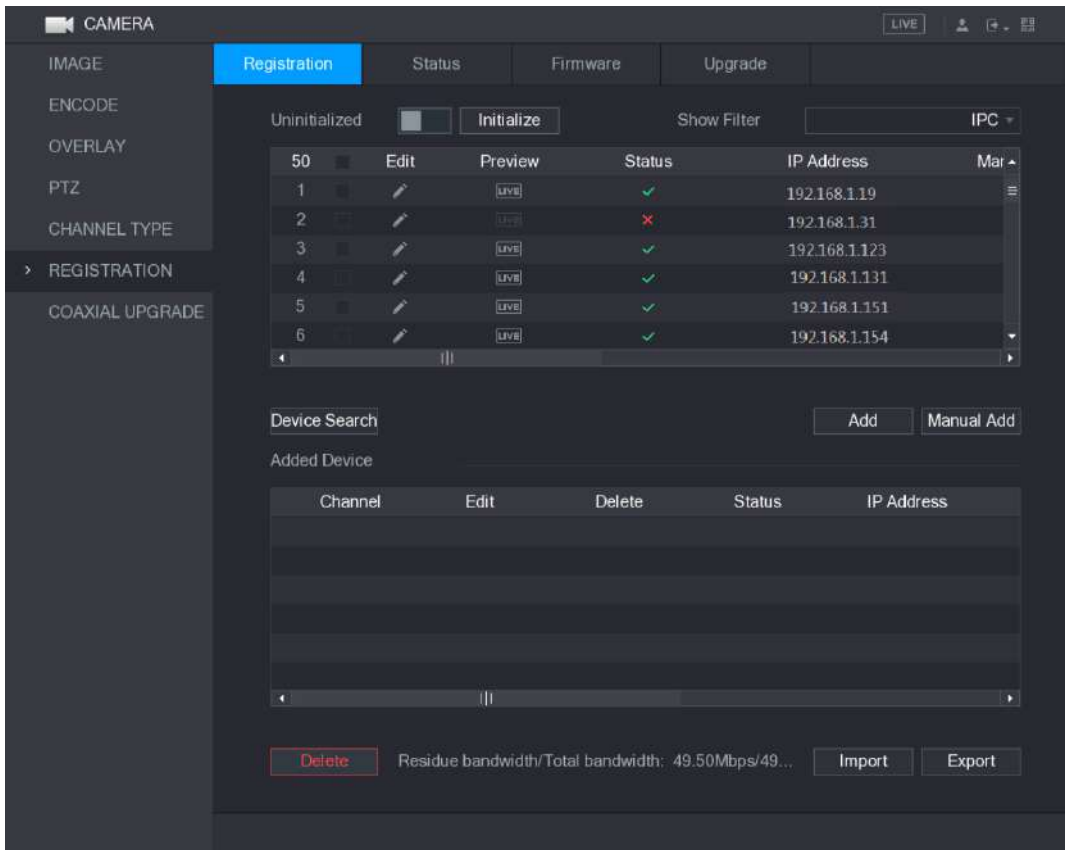 CAMERA LIVE
IMAGE
ENCODE
OVERLAY
PTZ
CHANNEL TYPE
> REGISTRATION
COAXIAL UPGRADE
Registration Status Firmware Upgrade
Uninitialized Initialize Show Filter IPC
50 Edit Preview Status IP Address Mar
1 LIVE 192.168.1.19
2 LIVE 192.168.1.31
3 LIVE 192.168.1.123
4 LIVE 192.168.1.131
5 LIVE 192.168.1.151
6 LIVE 192.168.1.154
Device Search Add Manual Add
Added Device
Channel Edit Delete Status IP Address
Delete Residue bandwidth/Total bandwidth: 49.50Mbps/49... Import Export